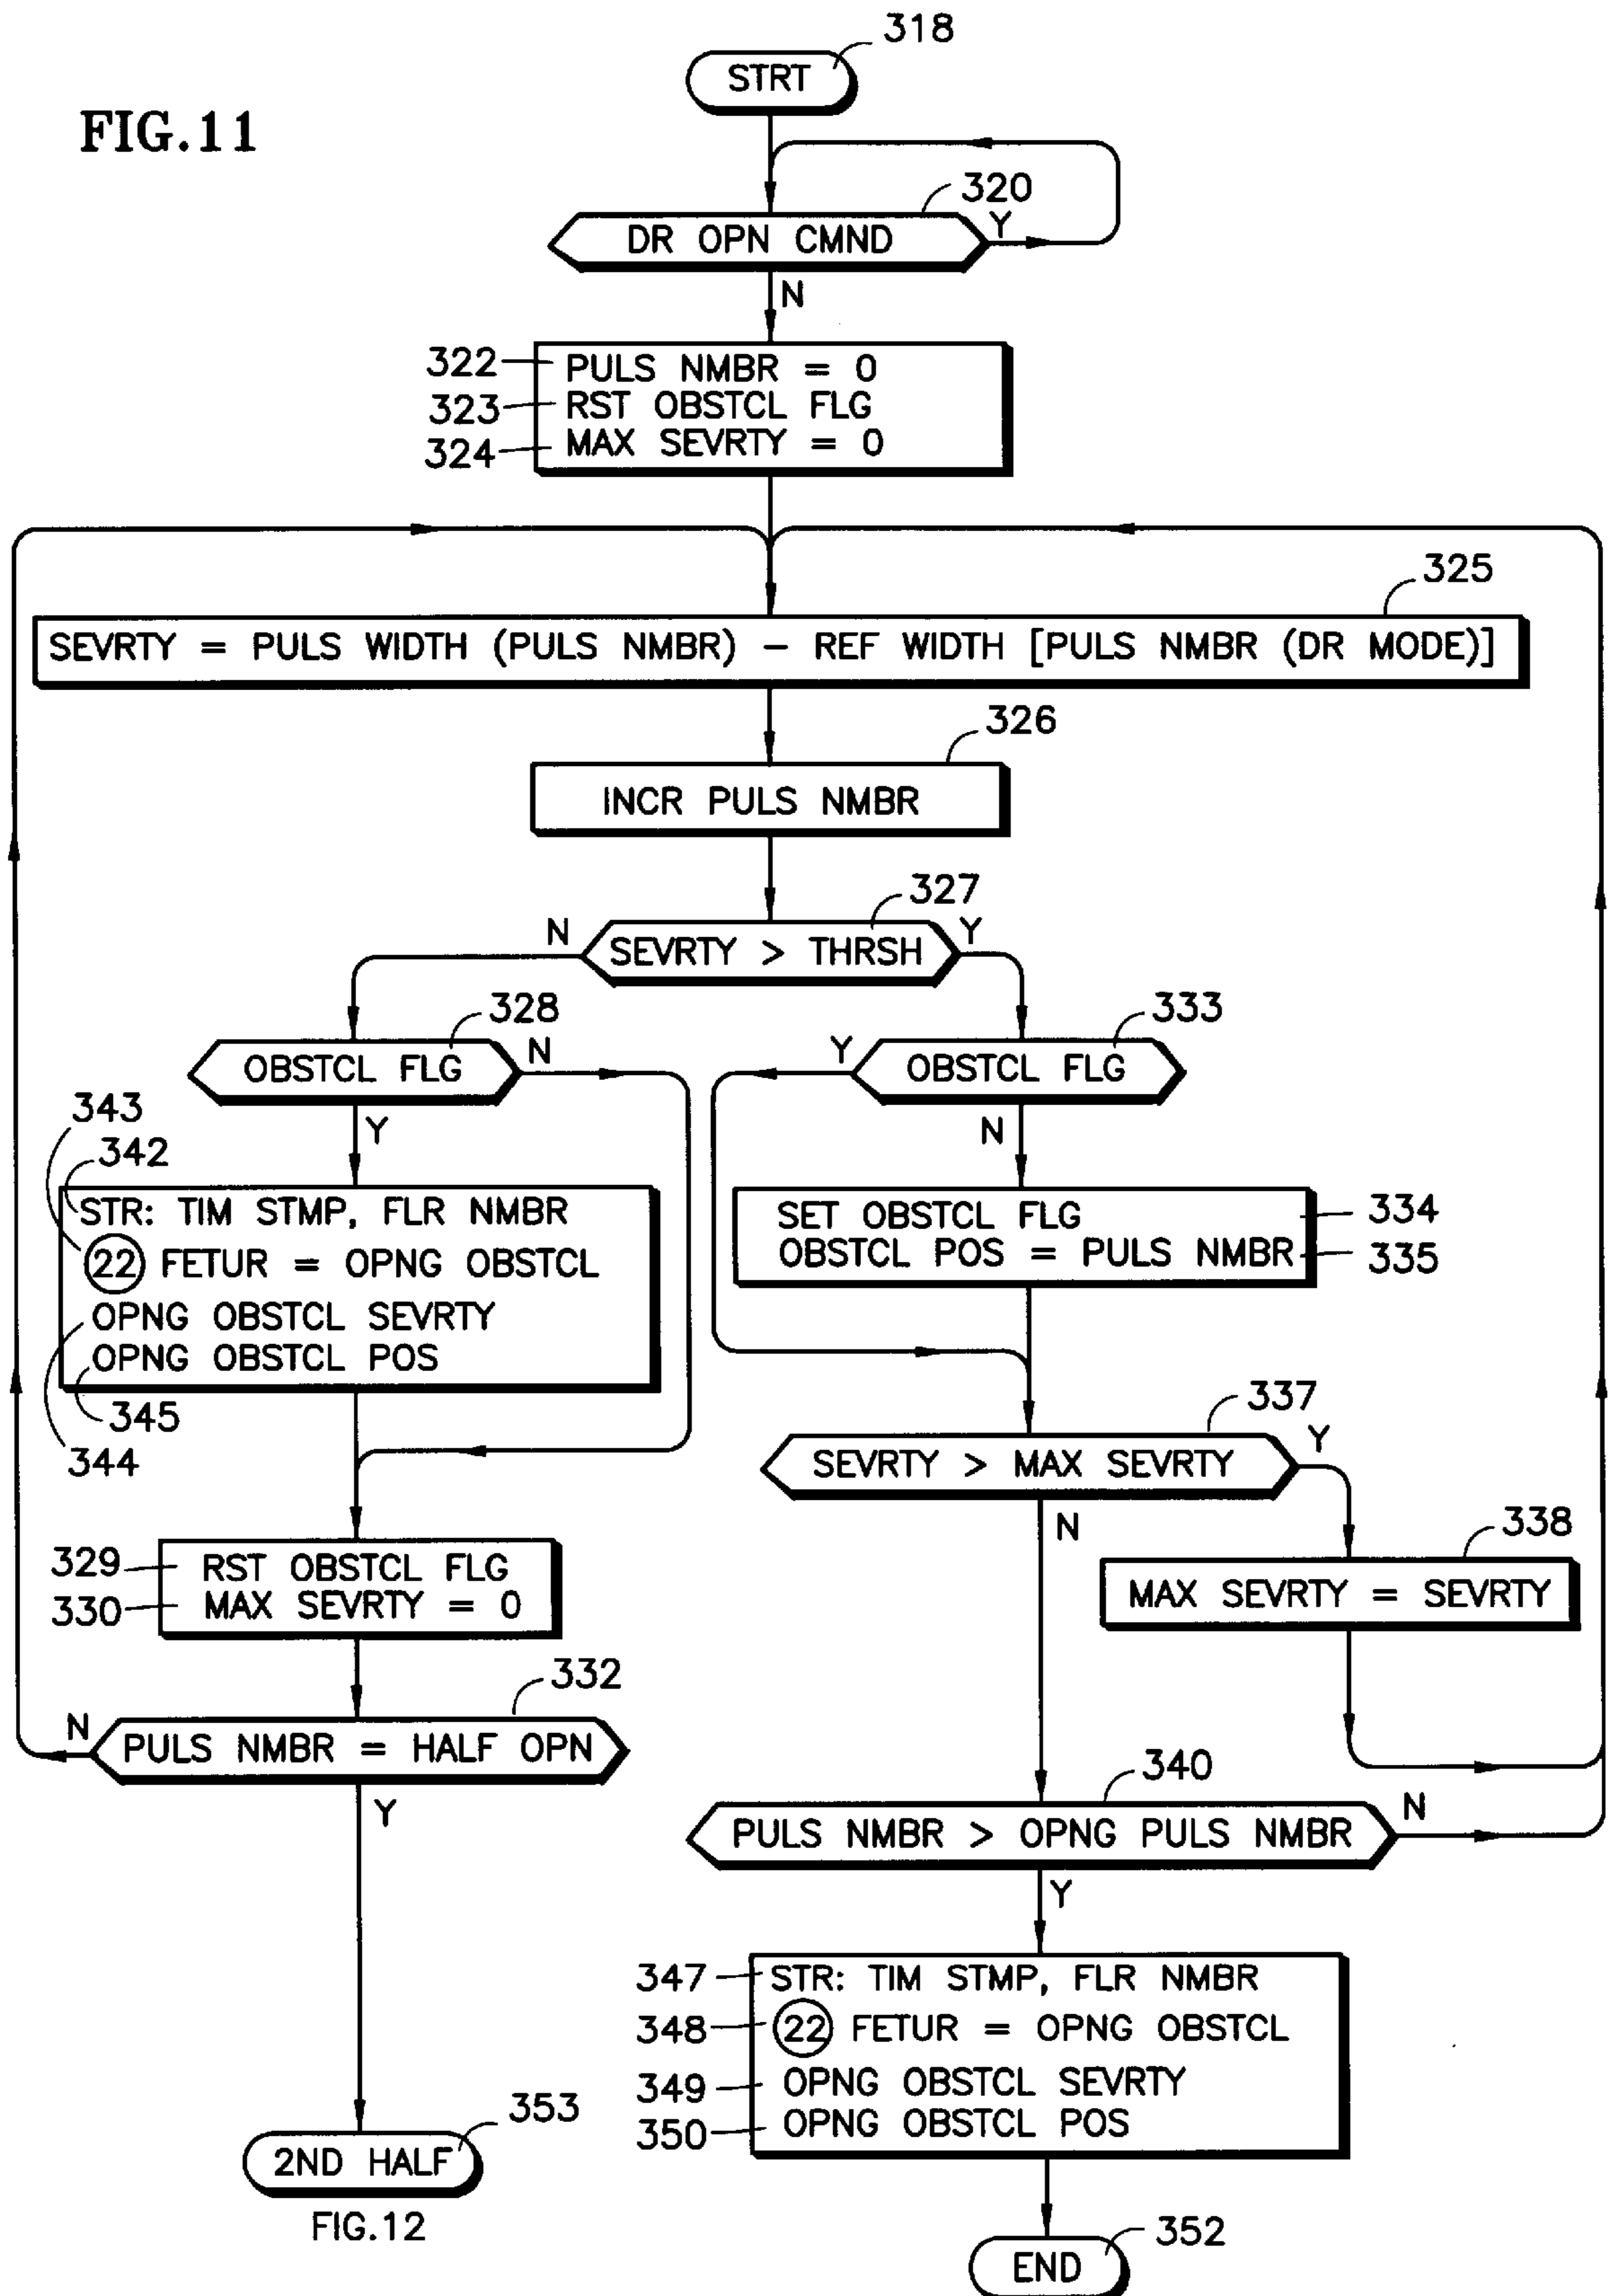 FIG.11
318
STRT
320
DR OPN CMND
Y
N
322
PULS NMBR = 0
323
RST OBSTCL FLG
324
MAX SEVRTY = 0
325
SEVRTY = PULS WIDTH (PULS NMBR) – REF WIDTH [PULS NMBR (DR MODE)]
326
INCR PULS NMBR
327
N
SEVRTY > THRSH
Y
328
OBSTCL FLG
N
Y
333
Y
OBSTCL FLG
N
343
342
STR: TIM STMP, FLR NMBR
22 FETUR = OPNG OBSTCL
OPNG OBSTCL SEVRTY
OPNG OBSTCL POS
345
344
SET OBSTCL FLG
334
OBSTCL POS = PULS NMBR
335
337
SEVRTY > MAX SEVRTY
Y
N
338
MAX SEVRTY = SEVRTY
329
RST OBSTCL FLG
330
MAX SEVRTY = 0
332
N
PULS NMBR = HALF OPN
Y
340
PULS NMBR > OPNG PULS NMBR
N
Y
347
STR: TIM STMP, FLR NMBR
348
22 FETUR = OPNG OBSTCL
349
OPNG OBSTCL SEVRTY
350
OPNG OBSTCL POS
353
2ND HALF
FIG.12
352
END